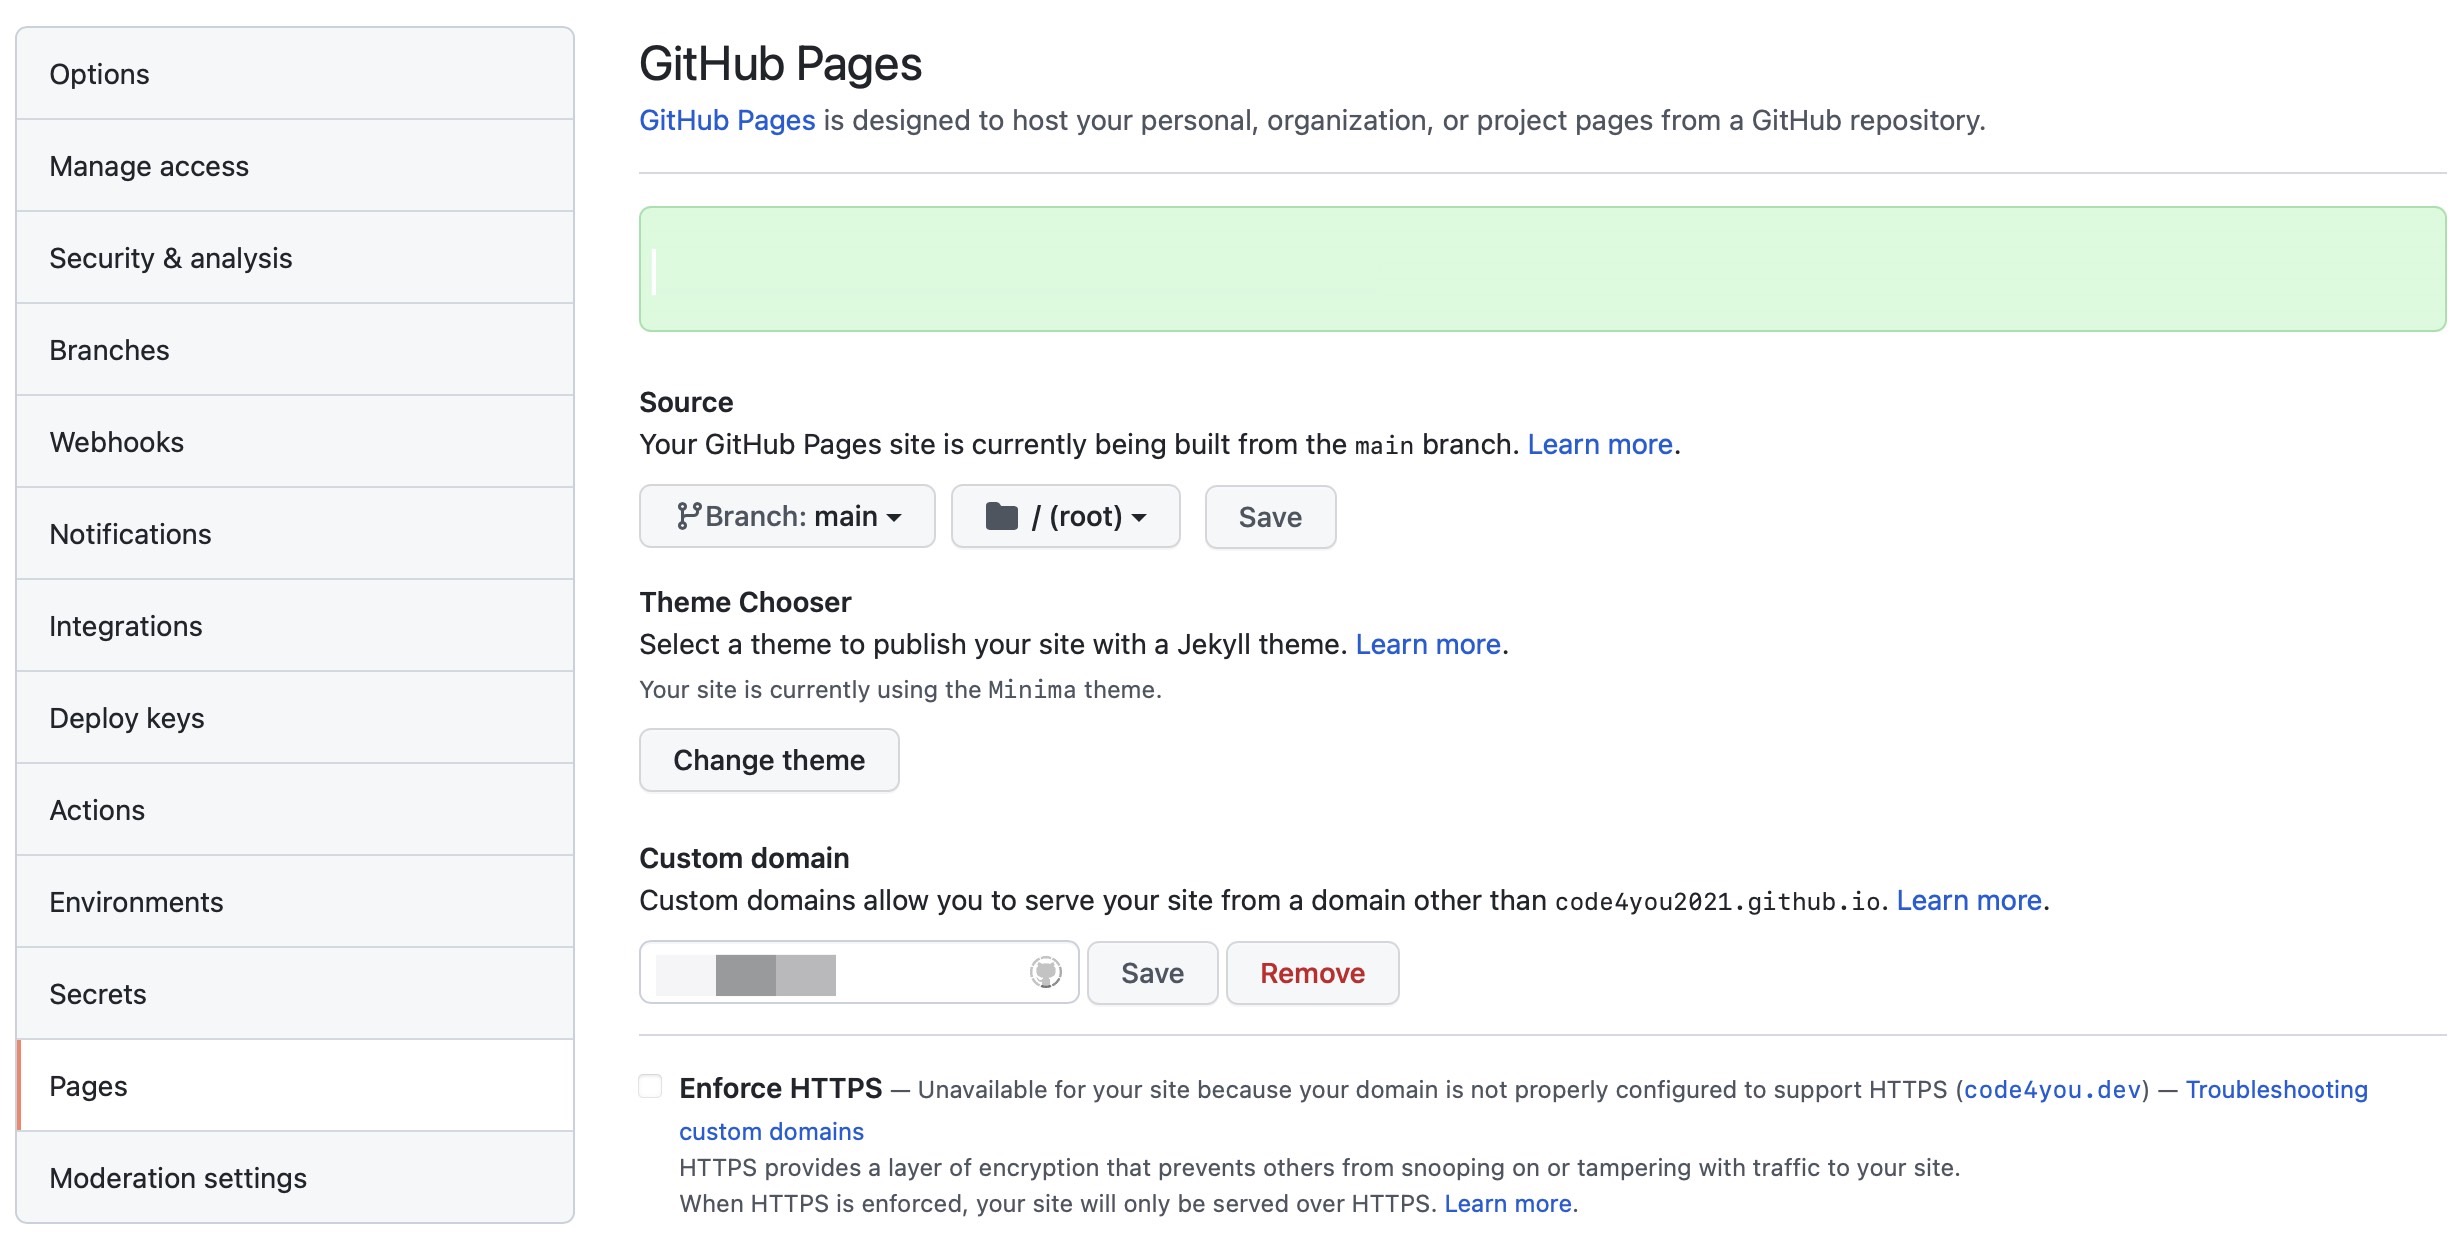 Options
Manage access
Security & analysis
Branches
Webhooks
Notifications
Integrations
Deploy keys
Actions
Environments
Secrets
Pages
Moderation settings
GitHub Pages
GitHub Pages is designed to host your personal, organization, or project pages from a GitHub repository.
Source
Your GitHub Pages site is currently being built from the main branch. Learn more.
Branch: main
/ (root)
Save
Theme Chooser
Select a theme to publish your site with a Jekyll theme. Learn more.
Your site is currently using the Minima theme.
Change theme
Custom domain
Custom domains allow you to serve your site from a domain other than code4you2021.github.io. Learn more.
Save
Remove
Enforce HTTPS — Unavailable for your site because your domain is not properly configured to support HTTPS (code4you.dev) — Troubleshooting
custom domains
HTTPS provides a layer of encryption that prevents others from snooping on or tampering with traffic to your site.
When HTTPS is enforced, your site will only be served over HTTPS. Learn more.